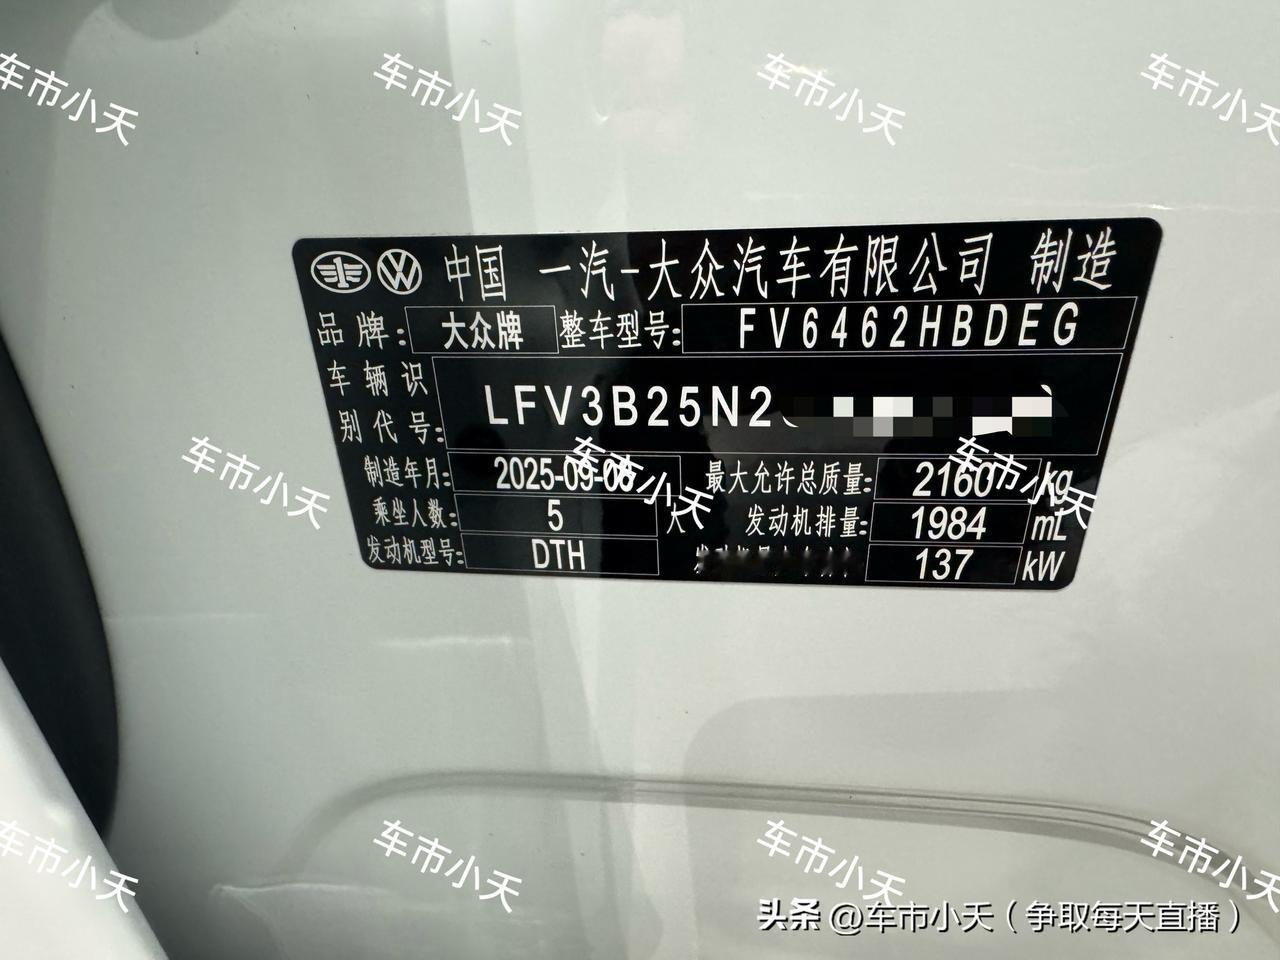 车市小天 车市小天 车市小天 车市小天
中国 一汽-大众汽车有限公司 制造
品牌: 大众牌 整车型号: FV6462HBDEG
车辆识别代号: LFV3B25N2
制造年月: 2025-09-06 最大允许总质量: 2160 kg
乘坐人数: 5 人 发动机排量: 1984 mL
发动机型号: DTH 137 kW
车市小天 车市小天 车市小天
车市小天 车市小天 车市小天 车市小天
头条 @车市小天（争取每天直播）